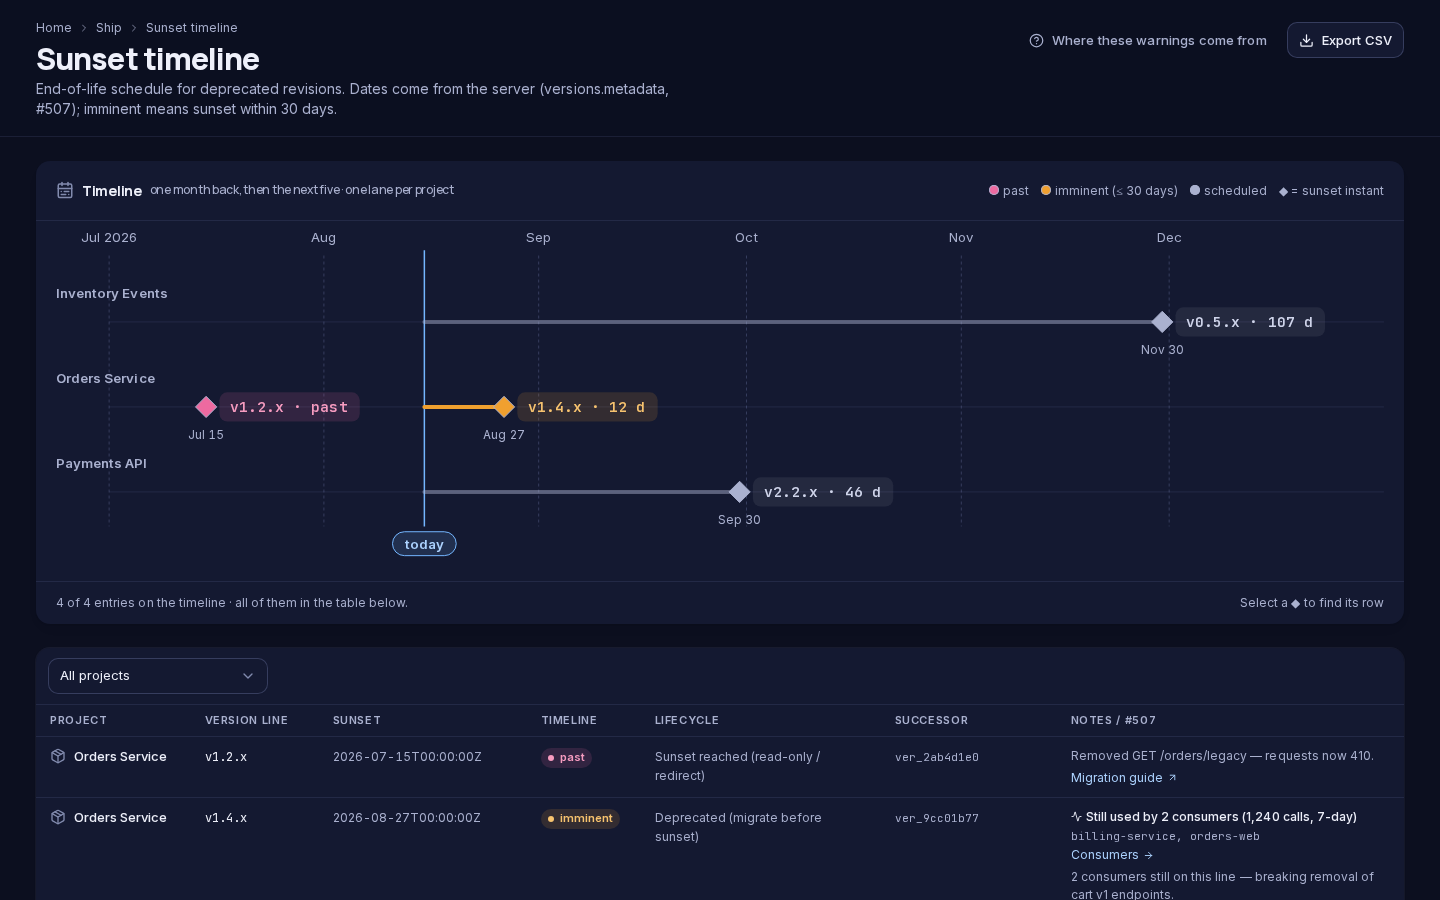 Home > Ship > Sunset timeline
Sunset timeline
End-of-life schedule for deprecated revisions. Dates come from the server (versions.metadata,
#507); imminent means sunset within 30 days.
Where these warnings come from
Export CSV
Timeline one month back, then the next five · one lane per project
past imminent (≤ 30 days) scheduled ◆ = sunset instant
Jul 2026 Aug Sep Oct Nov Dec
Inventory Events
v0.5.x · 107 d
Nov 30
Orders Service
v1.2.x · past v1.4.x · 12 d
Jul 15 Aug 27
Payments API
v2.2.x · 46 d
Sep 30
today
4 of 4 entries on the timeline · all of them in the table below.
Select a ◆ to find its row
All projects
PROJECT VERSION LINE SUNSET TIMELINE LIFECYCLE SUCCESSOR NOTES / #507
Orders Service v1.2.x 2026-07-15T00:00:00Z past Sunset reached (read-only / ver_2ab4d1e0 Removed GET /orders/legacy — requests now 410.
redirect) Migration guide ↗
Orders Service v1.4.x 2026-08-27T00:00:00Z imminent Deprecated (migrate before ver_9cc01b77 Still used by 2 consumers (1,240 calls, 7-day)
sunset) billing-service, orders-web
Consumers →
2 consumers still on this line — breaking removal of
cart v1 endpoints.